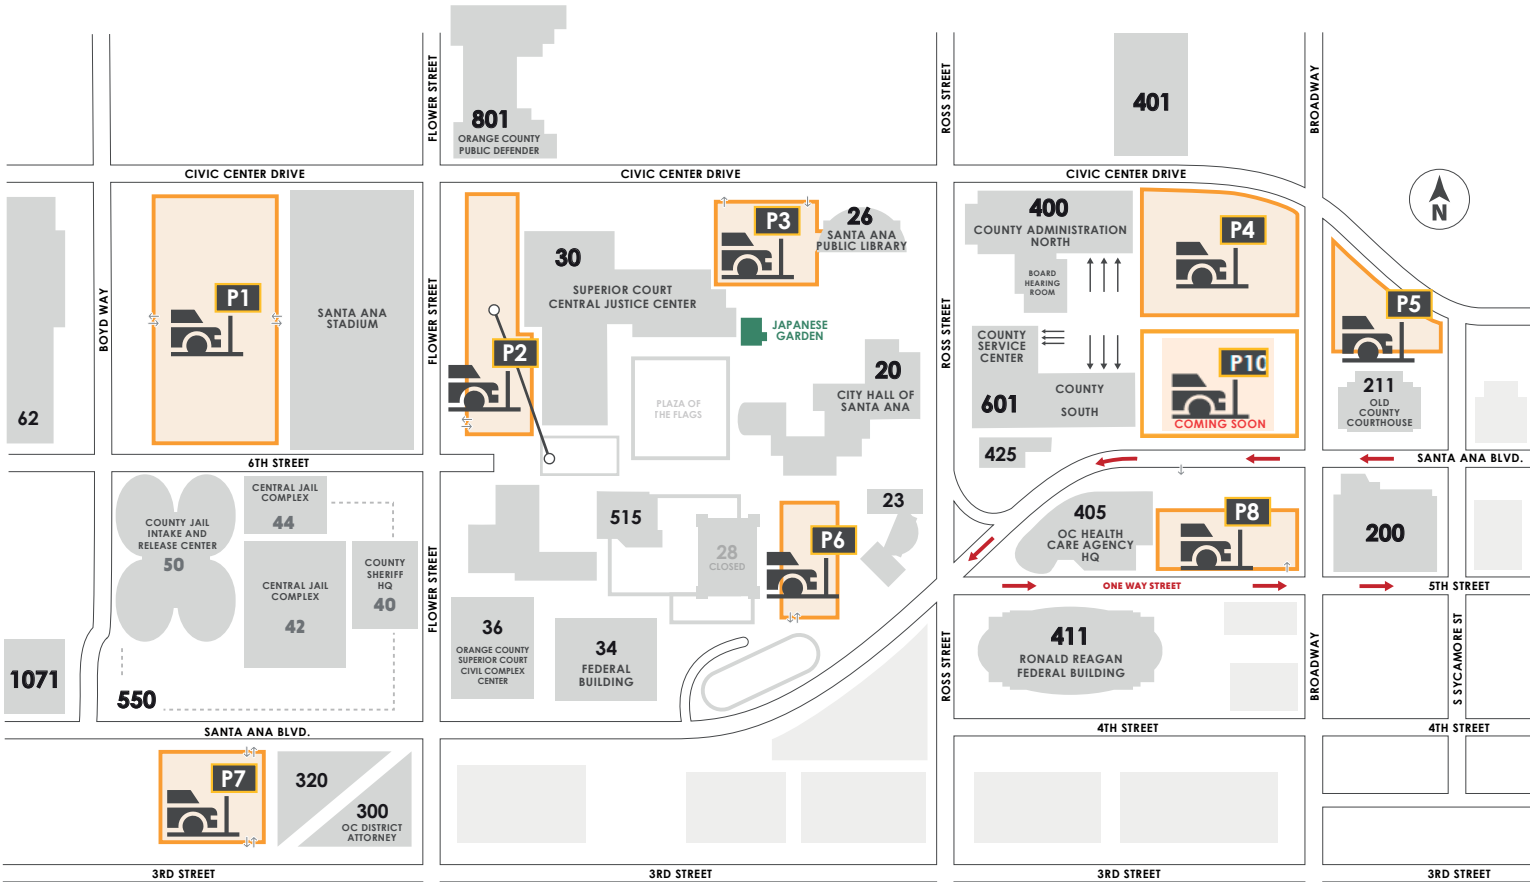 801
ORANGE COUNTY
PUBLIC DEFENDER
FLOWER STREET
ROSS STREET
401
BROADWAY
CIVIC CENTER DRIVE
CIVIC CENTER DRIVE
CIVIC CENTER DRIVE
N
62
BOYD WAY
P1
SANTA ANA
STADIUM
FLOWER STREET
P2
30
SUPERIOR COURT
CENTRAL JUSTICE CENTER
P3
26
SANTA ANA
PUBLIC LIBRARY
JAPANESE
GARDEN
PLAZA OF
THE FLAGS
20
CITY HALL OF
SANTA ANA
ROSS STREET
400
COUNTY ADMINISTRATION
NORTH
BOARD
HEARING
ROOM
COUNTY
SERVICE
CENTER
601
COUNTY
SOUTH
425
P4
P10
COMING SOON
P5
211
OLD
COUNTY
COURTHOUSE
6TH STREET
SANTA ANA BLVD.
COUNTY JAIL
INTAKE AND
RELEASE CENTER
50
CENTRAL JAIL
COMPLEX
44
CENTRAL JAIL
COMPLEX
42
COUNTY
SHERIFF
HQ
40
FLOWER STREET
515
28
CLOSED
P6
23
405
OC HEALTH
CARE AGENCY
HQ
P8
200
ONE WAY STREET
5TH STREET
1071
550
36
ORANGE COUNTY
SUPERIOR COURT
CIVIL COMPLEX
CENTER
34
FEDERAL
BUILDING
ROSS STREET
411
RONALD REAGAN
FEDERAL BUILDING
BROADWAY
S SYCAMORE ST
SANTA ANA BLVD.
4TH STREET
4TH STREET
P7
320
300
OC DISTRICT
ATTORNEY
3RD STREET
3RD STREET
3RD STREET
3RD STREET